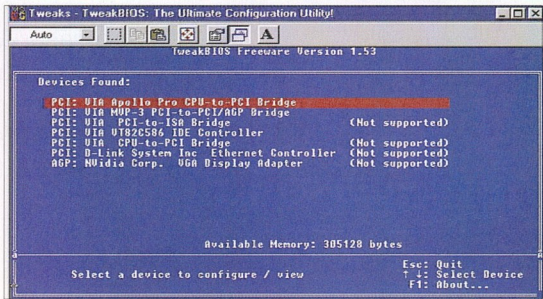 Tweaks - TweakBIOS: The Ultimate Configuration Utility!
Auto A
TweakBIOS Freeware Version 1.53
Devices Found:
PCI: VIA Apollo Pro CPU-to-PCI Bridge
PCI: VIA MVP-3 PCI-to-PCI/AGP Bridge
PCI: VIA PCI-to-ISA Bridge (Not supported)
PCI: VIA VT82C586 IDE Controller
PCI: VIA CPU-to-PCI Bridge (Not supported)
PCI: D-Link System Inc Ethernet Controller (Not supported)
AGP: NVidia Corp. VGA Display Adapter (Not supported)
Available Memory: 305128 bytes
Select a device to configure / view
Esc: Quit
↑ ↓: Select Device
F1: About...